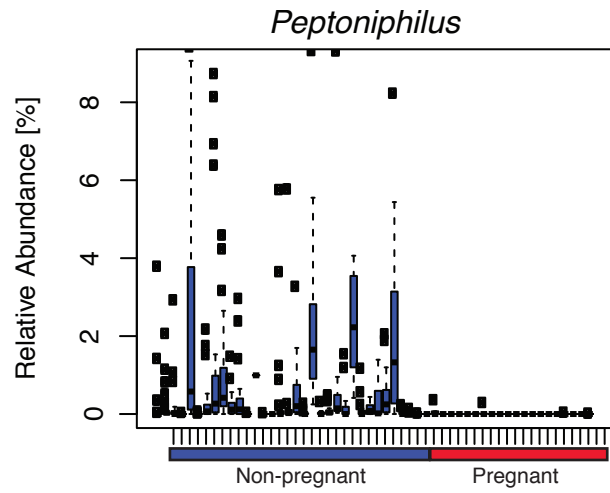 Peptoniphilus
Relative Abundance [%]
8
6
4
2
0
Non-pregnant
Pregnant